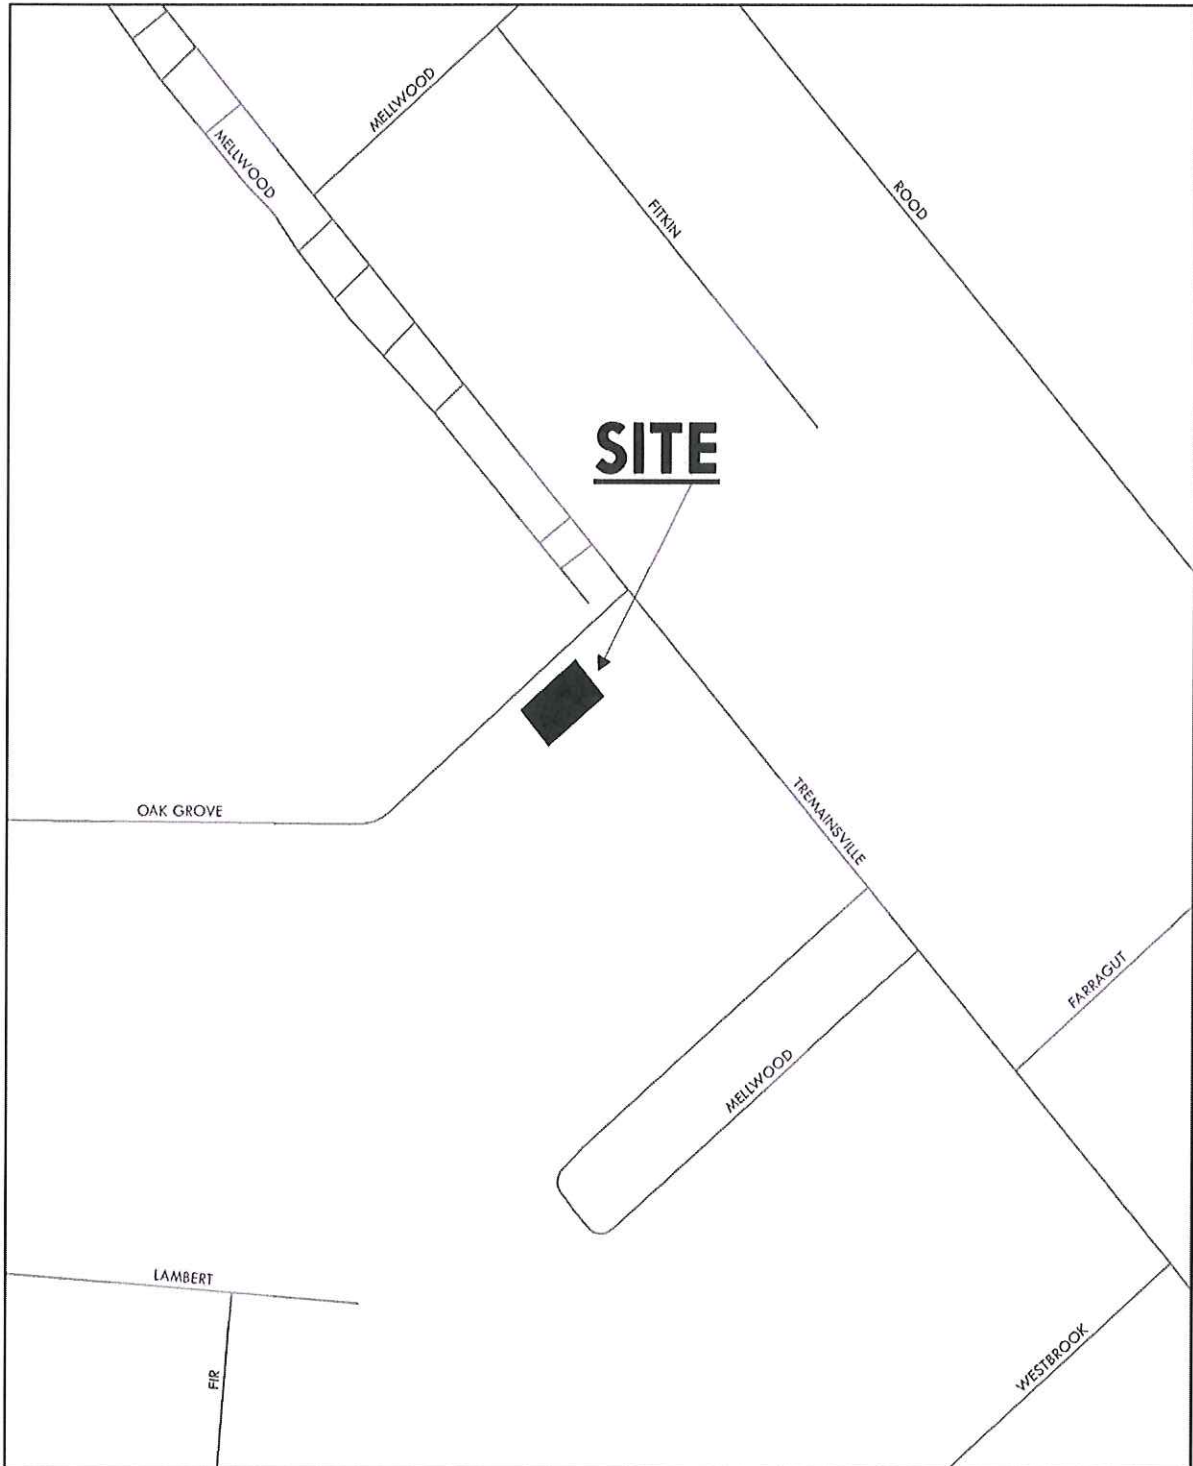 MELLWOOD
MELLWOOD
FITKIN
ROOD
SITE
OAK GROVE
TREMAINSVILLE
FARRAGUT
MELLWOOD
LAMBERT
FIR
WESTBROOK